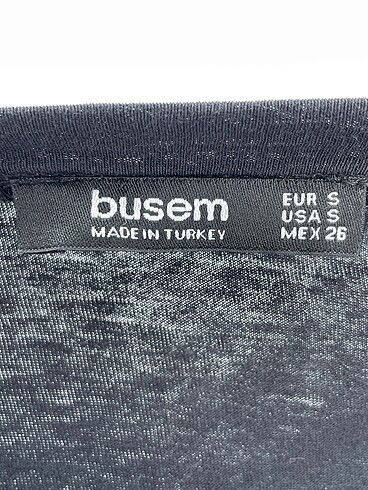 busem
MADE IN TURKEY
EUR S
USA S
MEX 26